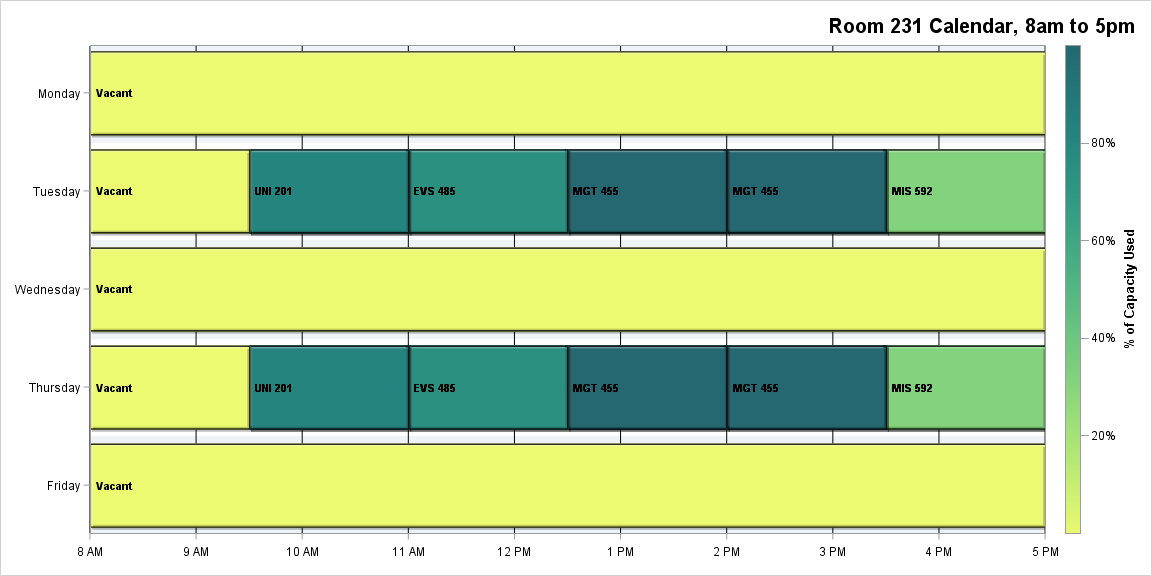 Room 231 Calendar, 8am to 5pm
Monday
Vacant
Tuesday
Vacant
UNI 201
EVS 485
MGT 455
MGT 455
MIS 592
Wednesday
Vacant
Thursday
Vacant
UNI 201
EVS 485
MGT 455
MGT 455
MIS 592
Friday
Vacant
8 AM
9 AM
10 AM
11 AM
12 PM
1 PM
2 PM
3 PM
4 PM
5 PM
80%
60%
40%
20%
% of Capacity Used